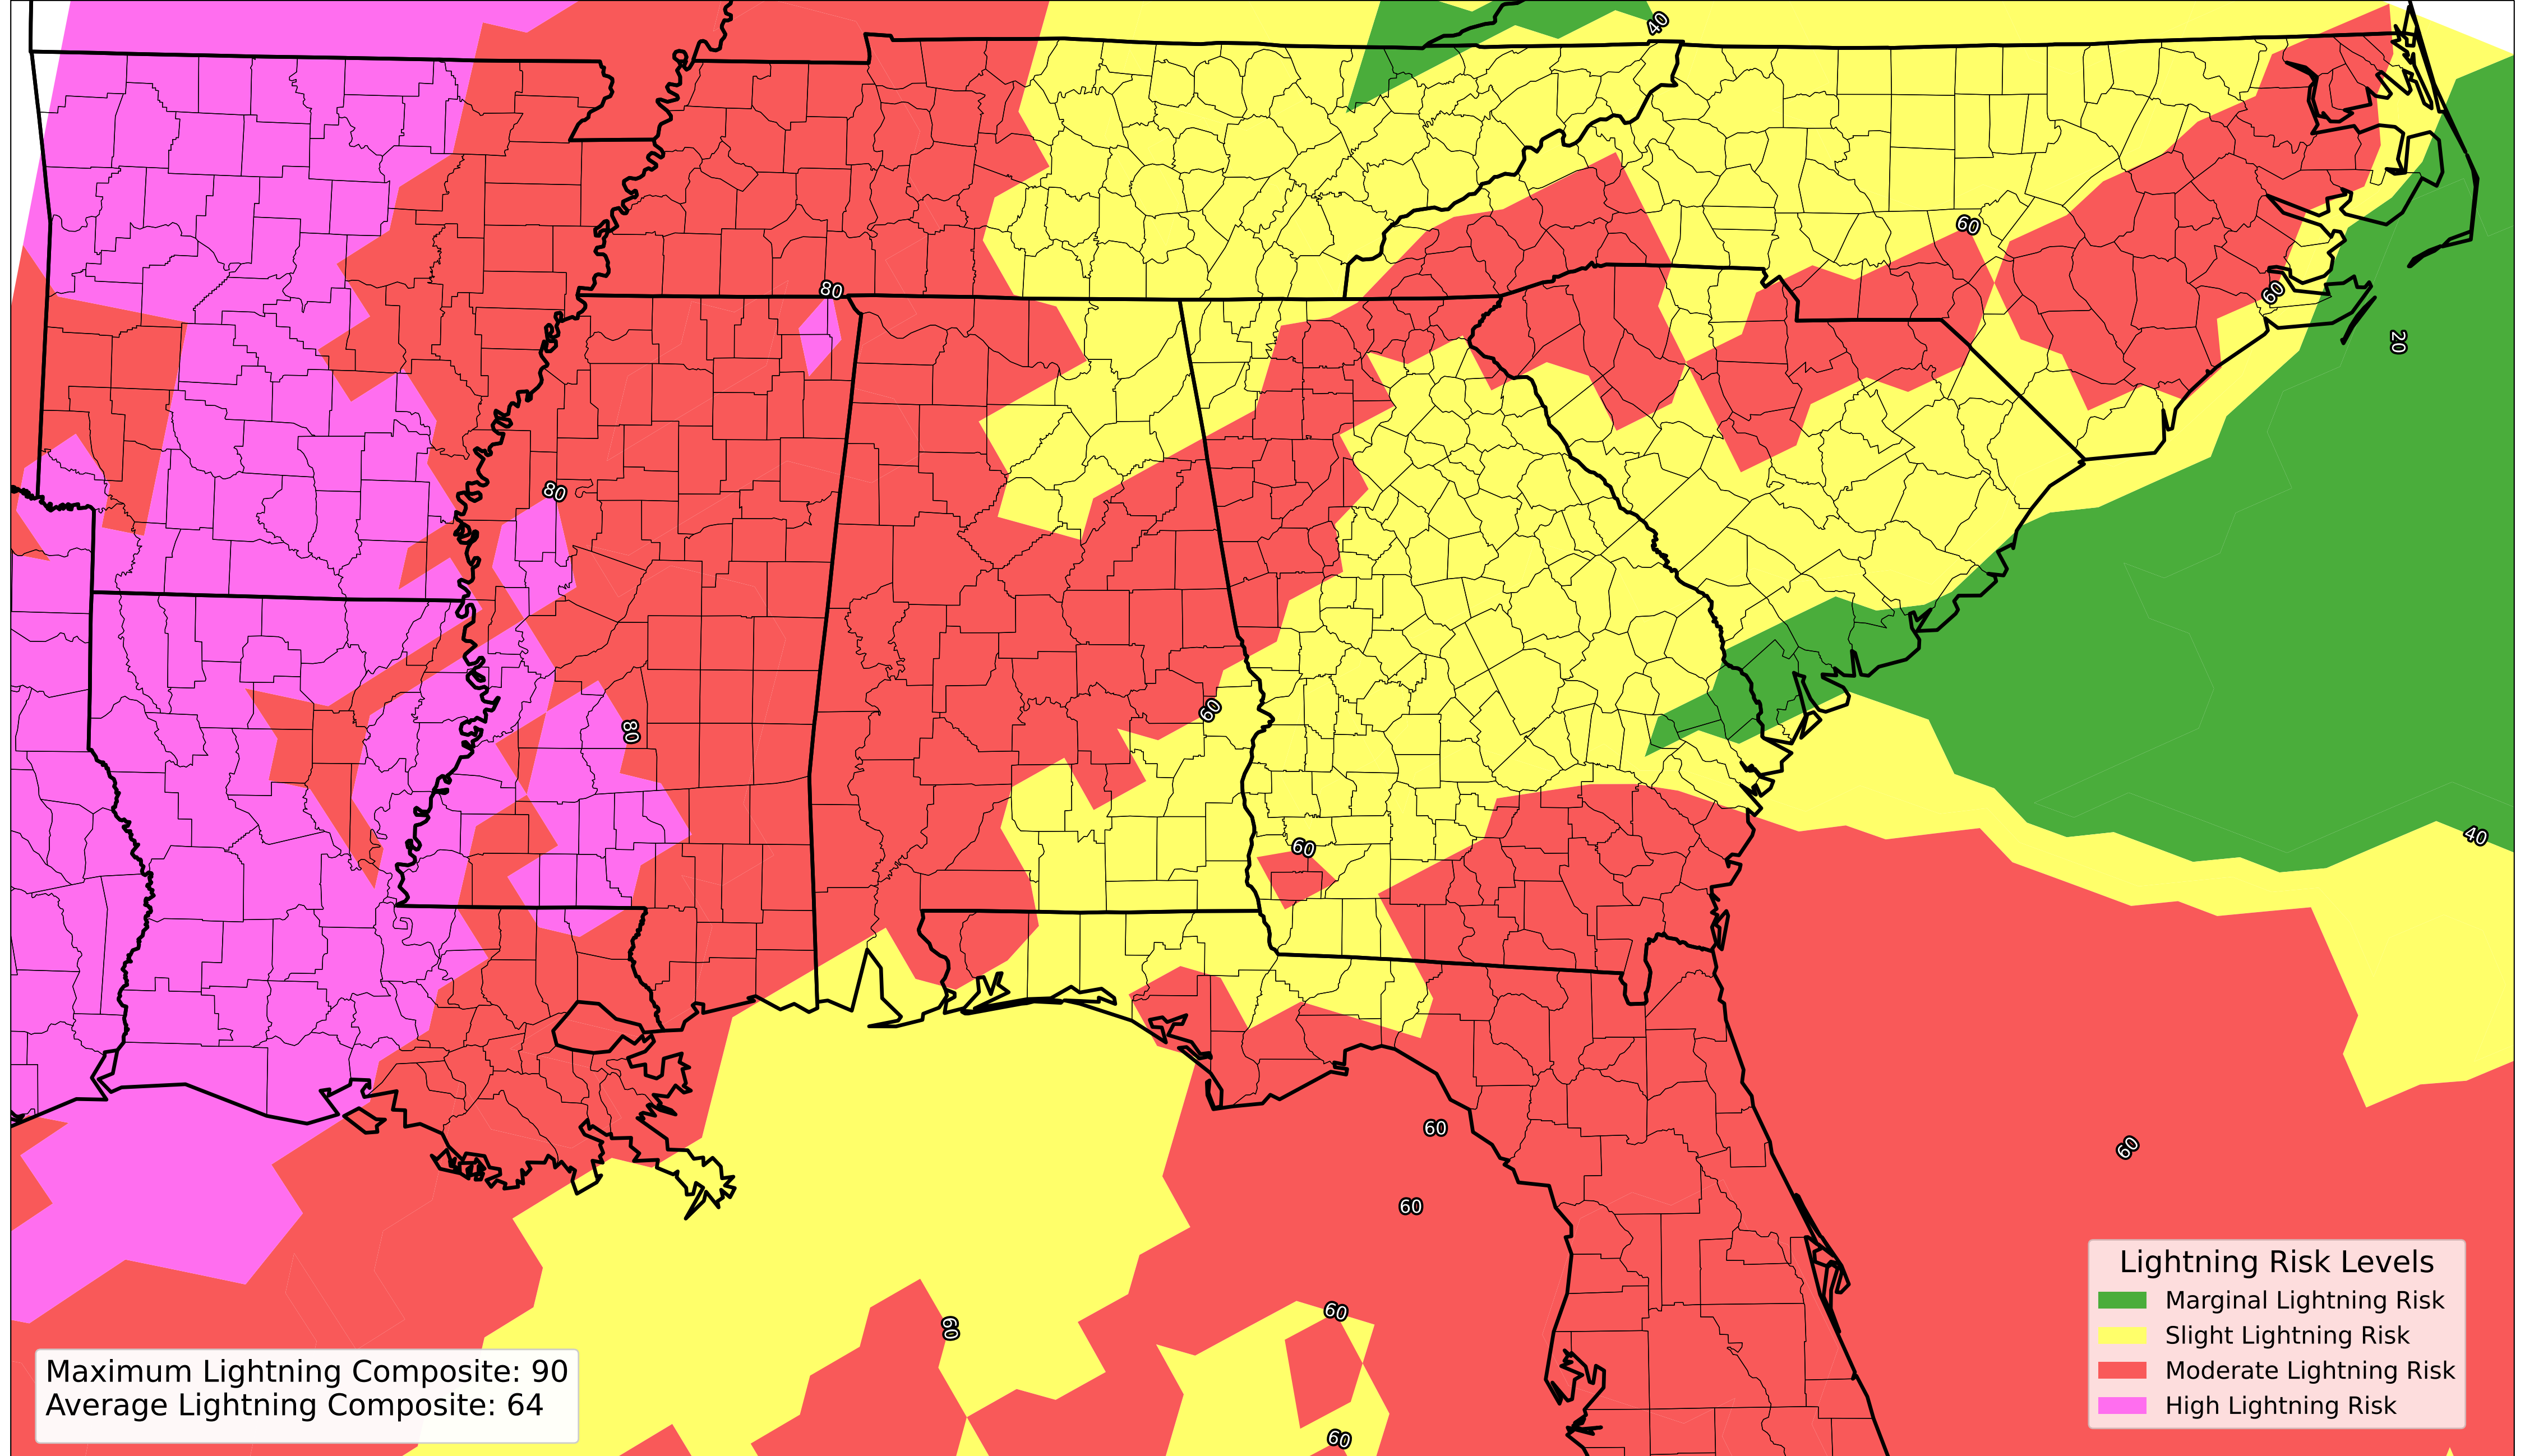 40
60
80
60
20
80
60
80
40
60
60
60
60
60
60
60
Lightning Risk Levels
Marginal Lightning Risk
Slight Lightning Risk
Moderate Lightning Risk
High Lightning Risk
Maximum Lightning Composite: 90
Average Lightning Composite: 64